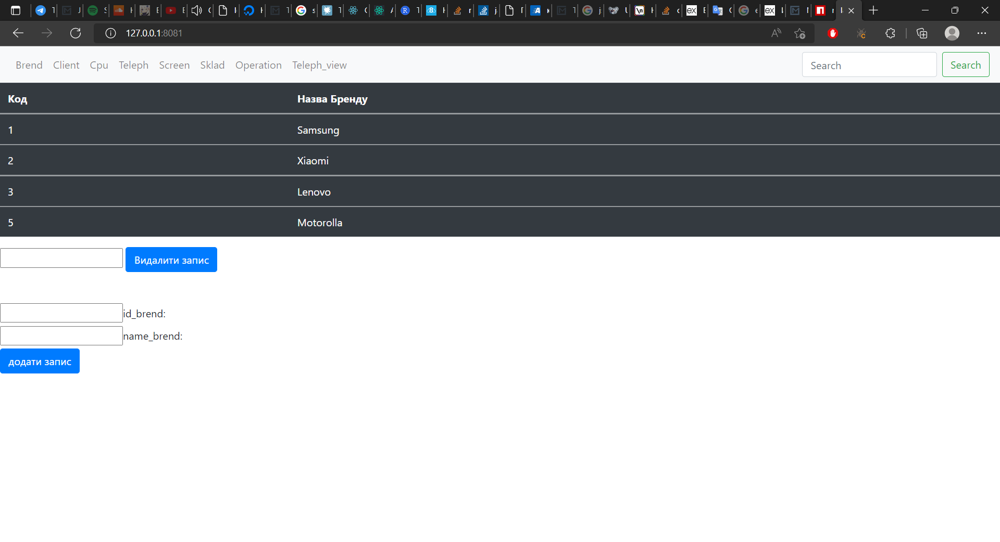 127.0.0.1:8081
Brend Client Cpu Teleph Screen Sklad Operation Teleph_view Search Search
Код Назва Бренду
1 Samsung
2 Xiaomi
3 Lenovo
5 Motorolla
Видалити запис
id_brend:
name_brend:
додати запис